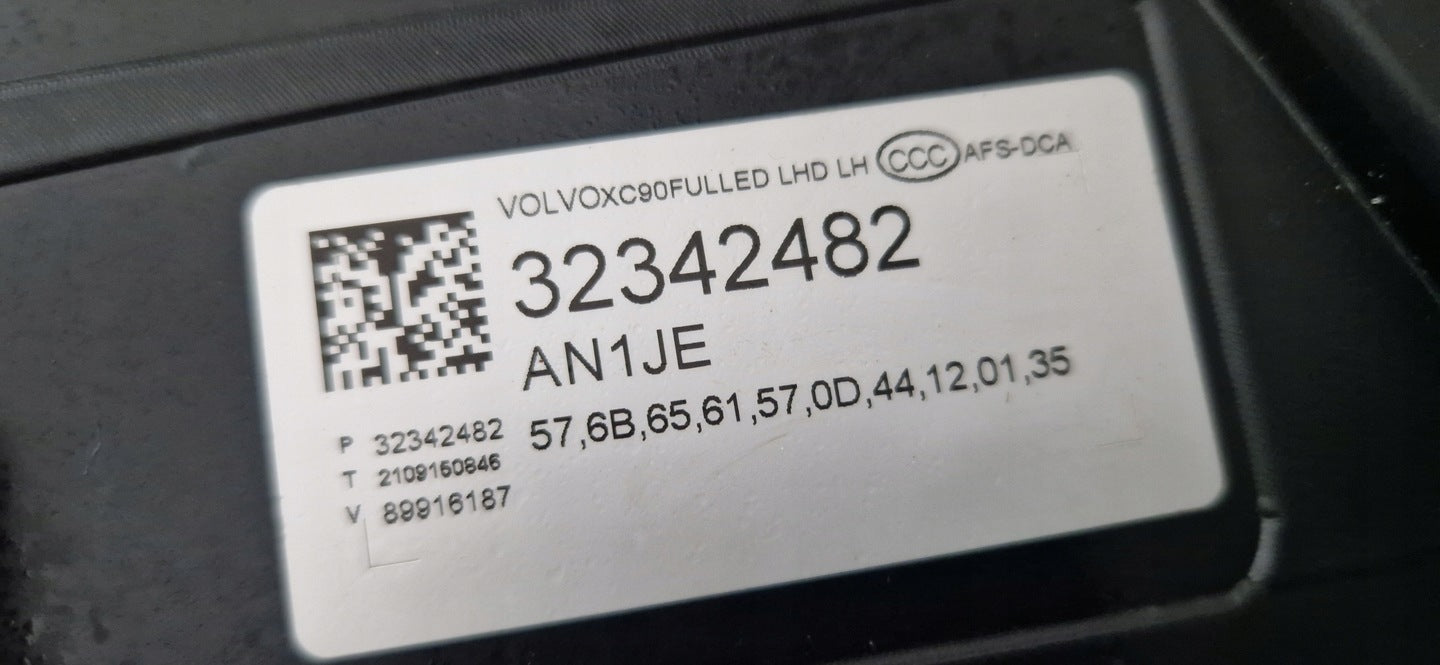 VOLVOXC90FULLED LHD LH CCC AFS-DCA
32342482
AN1JE
57,6B,65,61,57,0D,44,12,01,35
P 32342482
T 2109150846
V 89916187